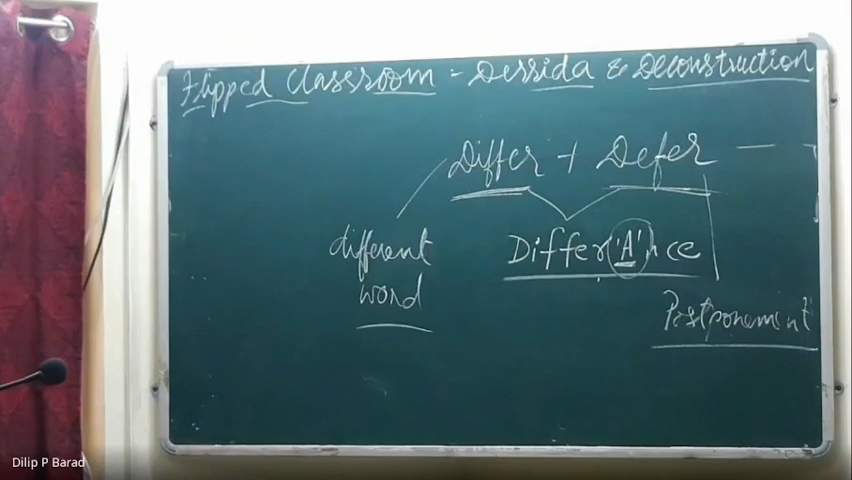 Flipped Classroom - Derrida & Deconstruction
Differ + Defer
different
word
Differ('A')nce
Postponement
Dilip P Barad